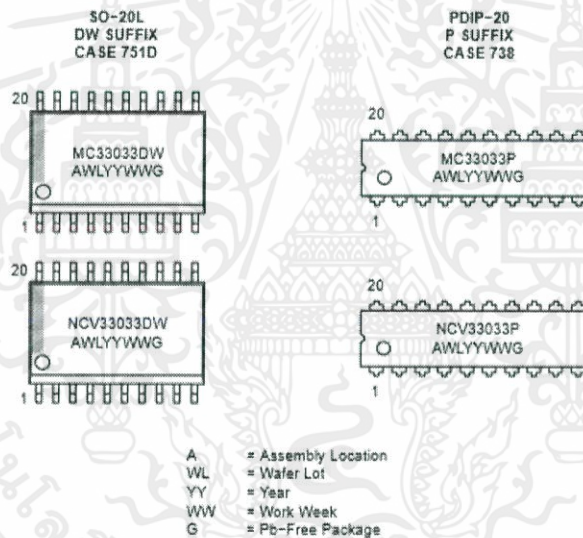 SO-20L
DW SUFFIX
CASE 751D
20
MC33033DW
AWLYYWWG
1
20
NCV33033DW
AWLYYWWG
1
PDIP-20
P SUFFIX
CASE 738
20
MC33033P
AWLYYWWG
1
20
NCV33033P
AWLYYWWG
1
A = Assembly Location
WL = Wafer Lot
YY = Year
WW = Work Week
G = Pb-Free Package